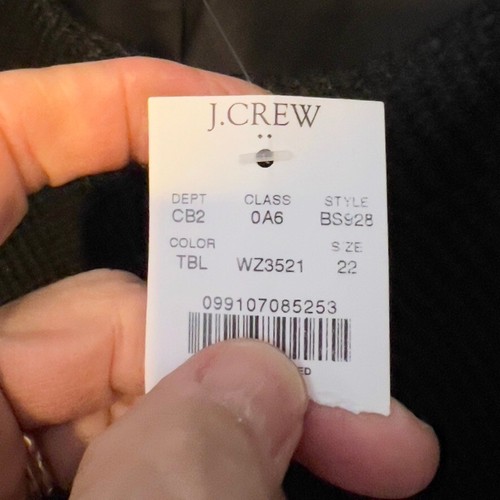 J.CREW
DEPT CLASS STYLE
CB2 0A6 BS928
COLOR SIZE
TBL WZ3521 22
099107085253